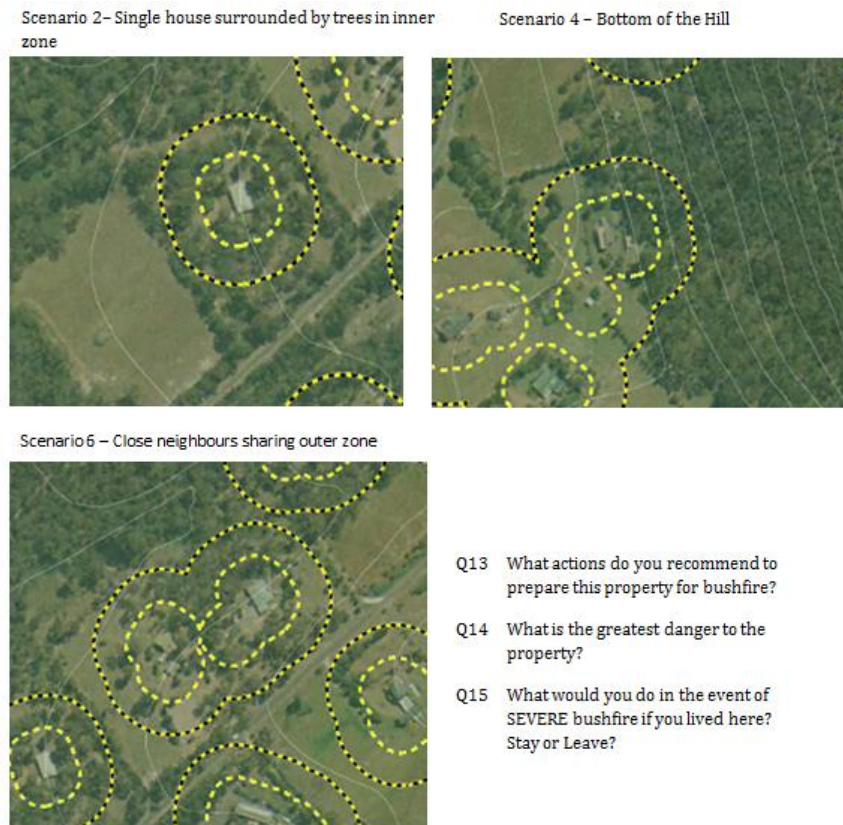 Scenario 2– Single house surrounded by trees in inner
zone
Scenario 4 – Bottom of the Hill
Scenario 6 – Close neighbours sharing outer zone
Q13 What actions do you recommend to
prepare this property for bushfire?
Q14 What is the greatest danger to the
property?
Q15 What would you do in the event of
SEVERE bushfire if you lived here?
Stay or Leave?